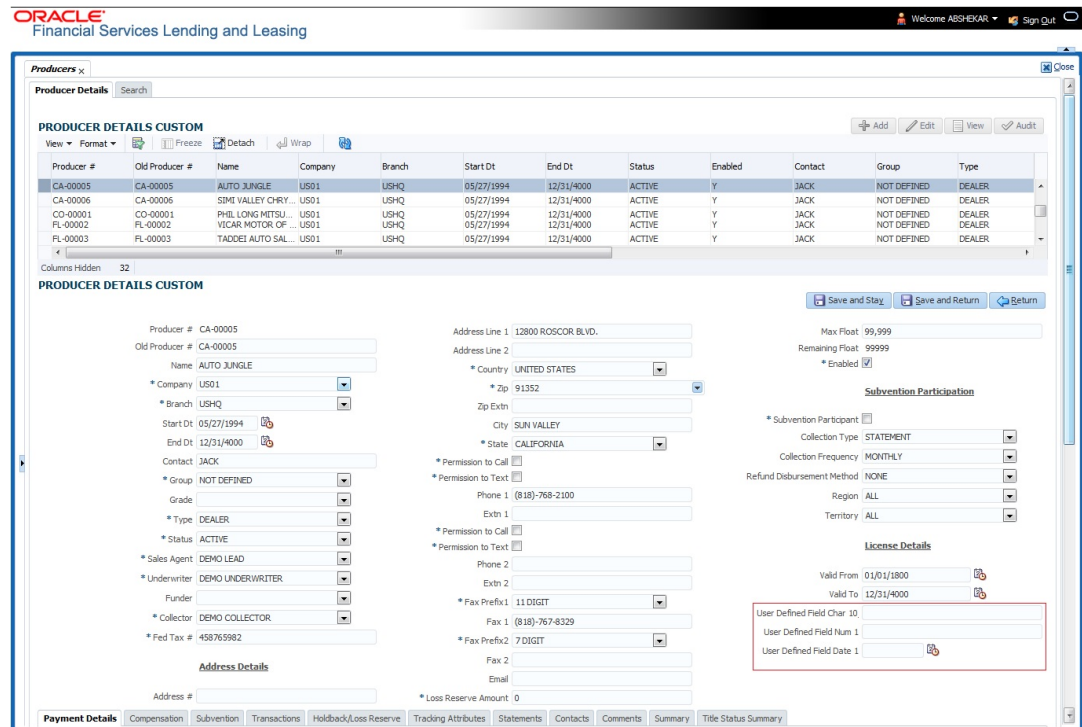 ORACLE'
Financial Services Lending and Leasing
Welcome ABSHEKAR Sign Out
Producers x
Close
Producer Details Search
PRODUCER DETAILS CUSTOM
Add Edit View Audit
View Format Freeze Detach Wrap
Producer # Old Producer # Name Company Branch Start Dt End Dt Status Enabled Contact Group Type
CA-00005 CA-00005 AUTO JUNGLE US01 USHQ 05/27/1994 12/31/4000 ACTIVE Y JACK NOT DEFINED DEALER
CA-00006 CA-00006 SIMI VALLEY CHRY... US01 USHQ 05/27/1994 12/31/4000 ACTIVE Y JACK NOT DEFINED DEALER
CO-00001 CO-00001 PHIL LONG MITSU... US01 USHQ 05/27/1994 12/31/4000 ACTIVE Y JACK NOT DEFINED DEALER
FL-00002 FL-00002 VICAR MOTOR OF ... US01 USHQ 05/27/1994 12/31/4000 ACTIVE Y JACK NOT DEFINED DEALER
FL-00003 FL-00003 TADDEI AUTO SAL... US01 USHQ 05/27/1994 12/31/4000 ACTIVE Y JACK NOT DEFINED DEALER
Columns Hidden 32
PRODUCER DETAILS CUSTOM
Save and Stay Save and Return Return
Producer # CA-00005
Old Producer # CA-00005
Name AUTO JUNGLE
* Company US01
* Branch USHQ
Start Dt 05/27/1994
End Dt 12/31/4000
Contact JACK
* Group NOT DEFINED
Grade
* Type DEALER
* Status ACTIVE
* Sales Agent DEMO LEAD
* Underwriter DEMO UNDERWRITER
Funder
* Collector DEMO COLLECTOR
* Fed Tax # 458765982
Address Details
Address #
Address Line 1 12800 ROSCOR BLVD.
Address Line 2
* Country UNITED STATES
* Zip 91352
Zip Extn
City SUN VALLEY
* State CALIFORNIA
* Permission to Call
* Permission to Text
Phone 1 (818)-768-2100
Extn 1
* Permission to Call
* Permission to Text
Phone 2
Extn 2
* Fax Prefix1 11 DIGIT
Fax 1 (818)-767-8329
* Fax Prefix2 7 DIGIT
Fax 2
Email
* Loss Reserve Amount 0
Max Float 99,999
Remaining Float 99999
* Enabled
Subvention Participation
* Subvention Participant
Collection Type STATEMENT
Collection Frequency MONTHLY
Refund Disbursement Method NONE
Region ALL
Territory ALL
License Details
Valid From 01/01/1800
Valid To 12/31/4000
User Defined Field Char 10
User Defined Field Num 1
User Defined Field Date 1
Payment Details Compensation Subvention Transactions Holdback/Loss Reserve Tracking Attributes Statements Contacts Comments Summary Title Status Summary